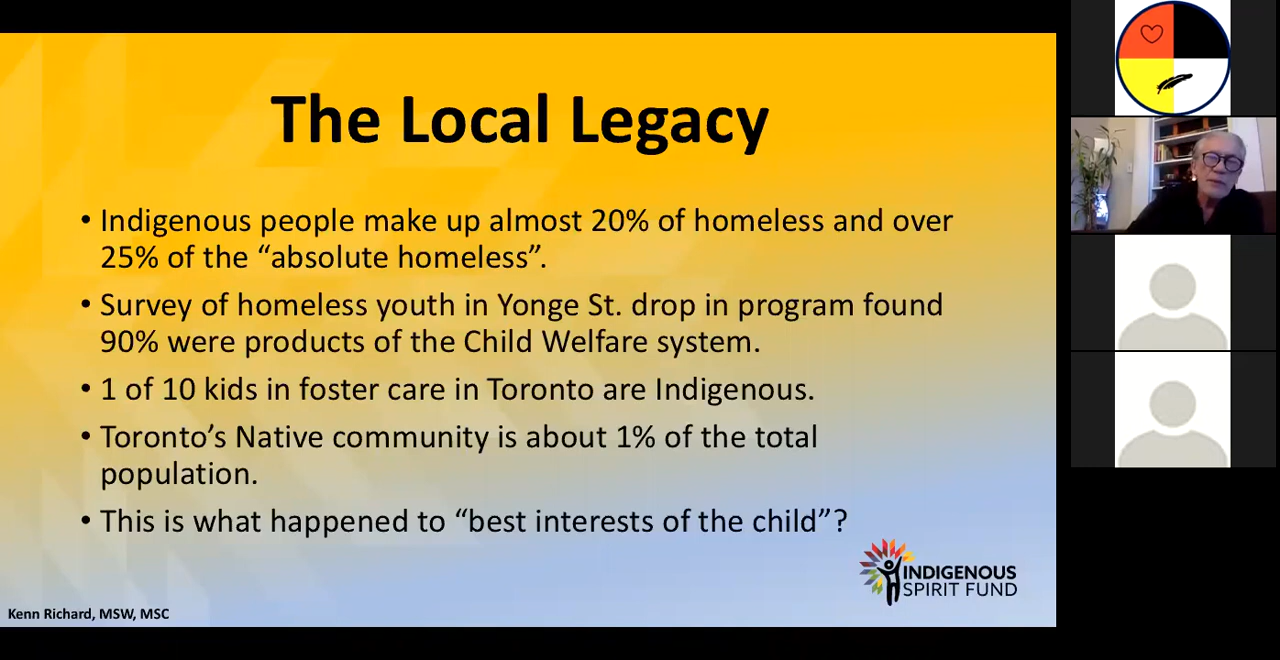 The Local Legacy
• Indigenous people make up almost 20% of homeless and over
25% of the “absolute homeless”.
• Survey of homeless youth in Yonge St. drop in program found
90% were products of the Child Welfare system.
• 1 of 10 kids in foster care in Toronto are Indigenous.
• Toronto’s Native community is about 1% of the total
population.
• This is what happened to “best interests of the child”?
INDIGENOUS
SPIRIT FUND
Kenn Richard, MSW, MSC